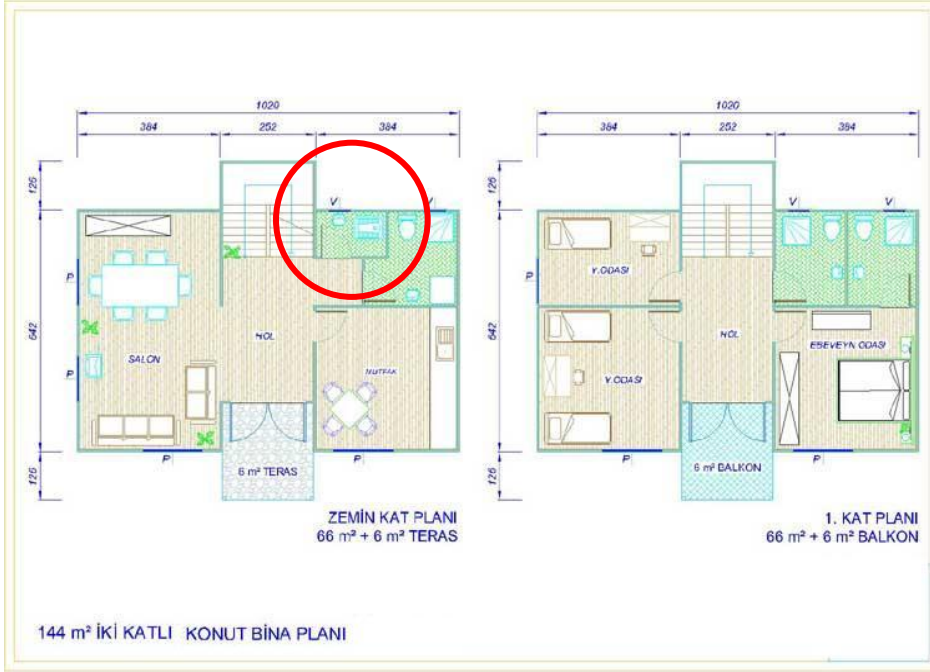 1020
384 252 384
126
642
126
V V
P
P
SALON
HOL
MUTFAK
P P
6 m² TERAS
ZEMİN KAT PLANI
66 m² + 6 m² TERAS
1020
384 252 384
126
642
126
V V
P
Y.ODASI
HOL
EBEVEYN ODASI
Y.ODASI
P P
6 m² BALKON
1. KAT PLANI
66 m² + 6 m² BALKON
144 m² İKİ KATLI KONUT BİNA PLANI